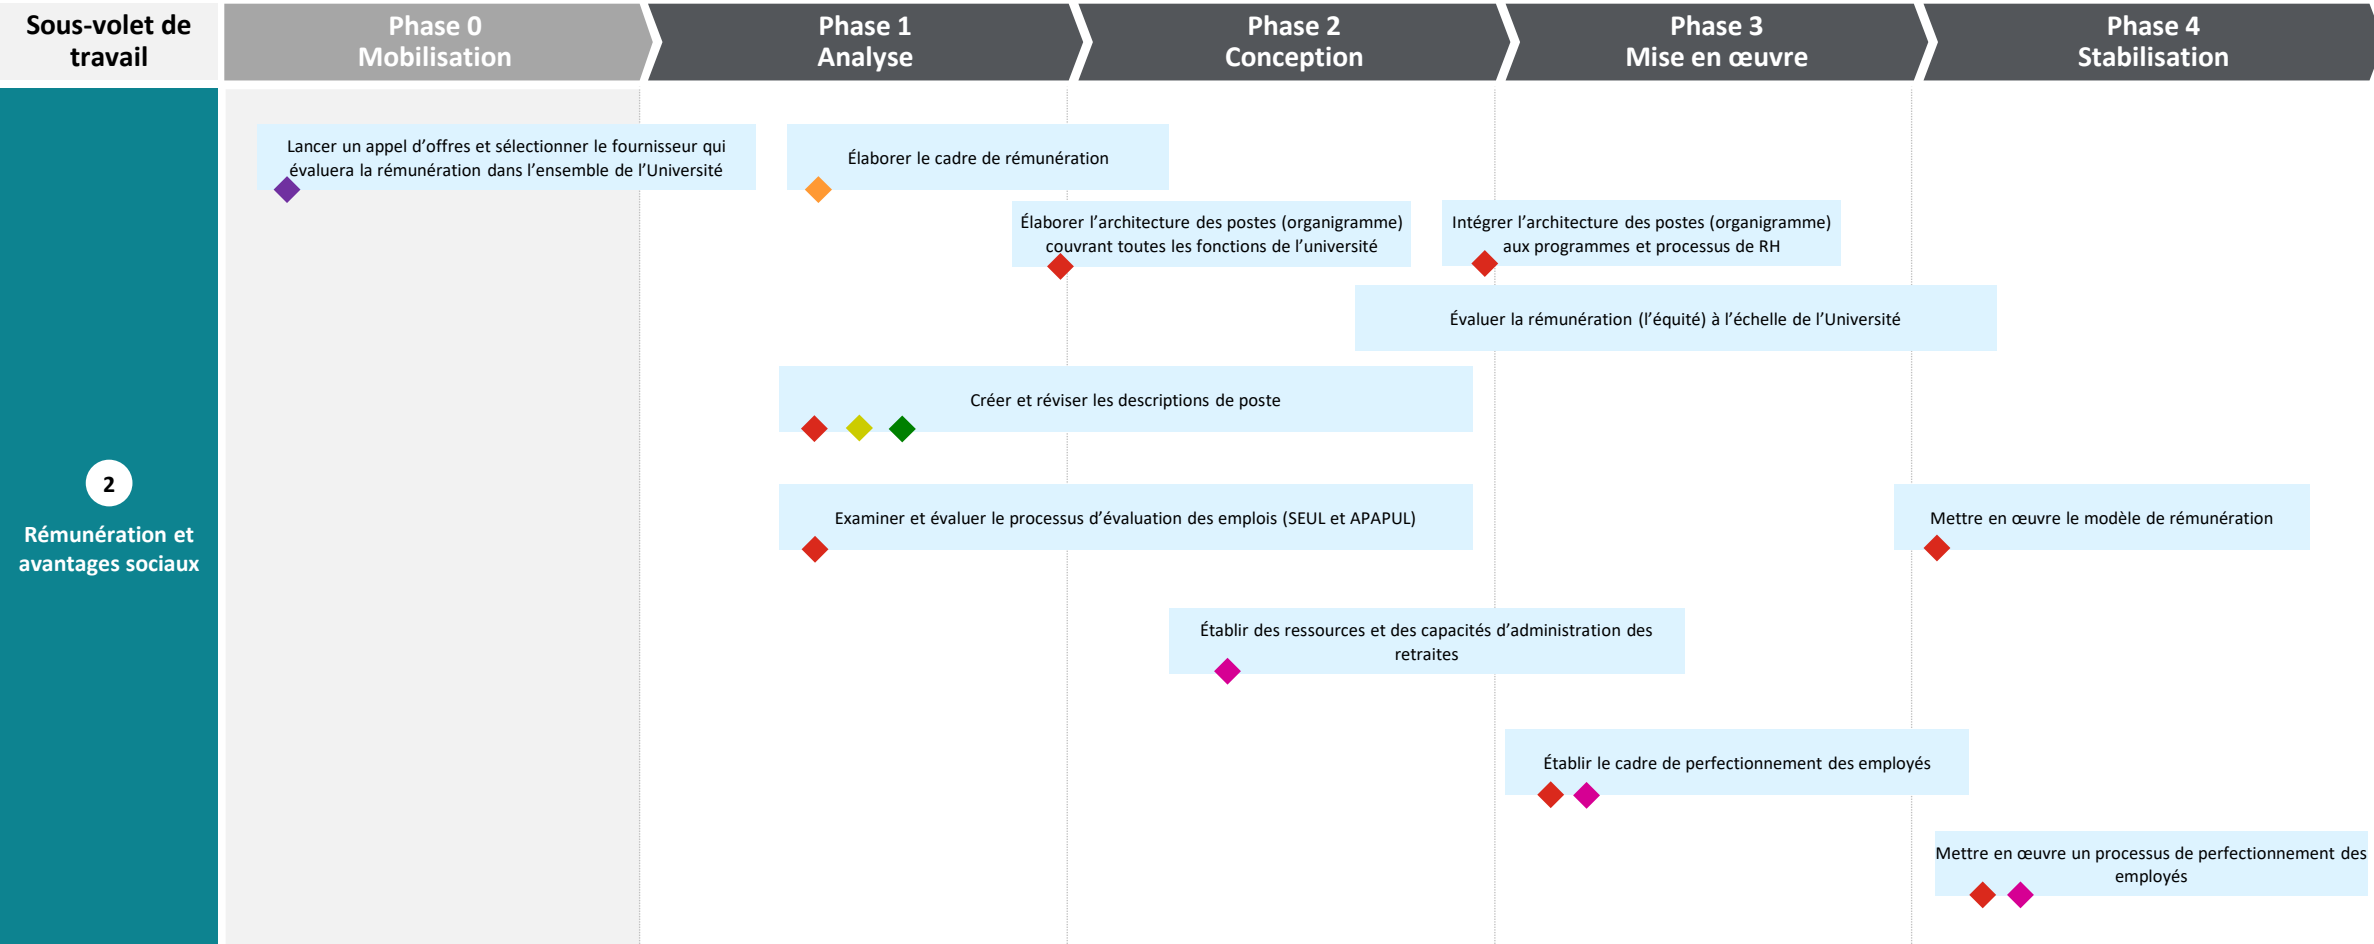 Sous-volet de
travail
Phase 0
Mobilisation
Phase 1
Analyse
Phase 2
Conception
Phase 3
Mise en œuvre
Phase 4
Stabilisation
2
Rémunération et
avantages sociaux
Lancer un appel d’offres et sélectionner le fournisseur qui
évaluera la rémunération dans l’ensemble de l’Université
Élaborer le cadre de rémunération
Élaborer l’architecture des postes (organigramme)
couvrant toutes les fonctions de l’université
Intégrer l’architecture des postes (organigramme)
aux programmes et processus de RH
Évaluer la rémunération (l’équité) à l’échelle de l’Université
Créer et réviser les descriptions de poste
Examiner et évaluer le processus d’évaluation des emplois (SEUL et APAPUL)
Mettre en œuvre le modèle de rémunération
Établir des ressources et des capacités d’administration des
retraites
Établir le cadre de perfectionnement des employés
Mettre en œuvre un processus de perfectionnement des
employés